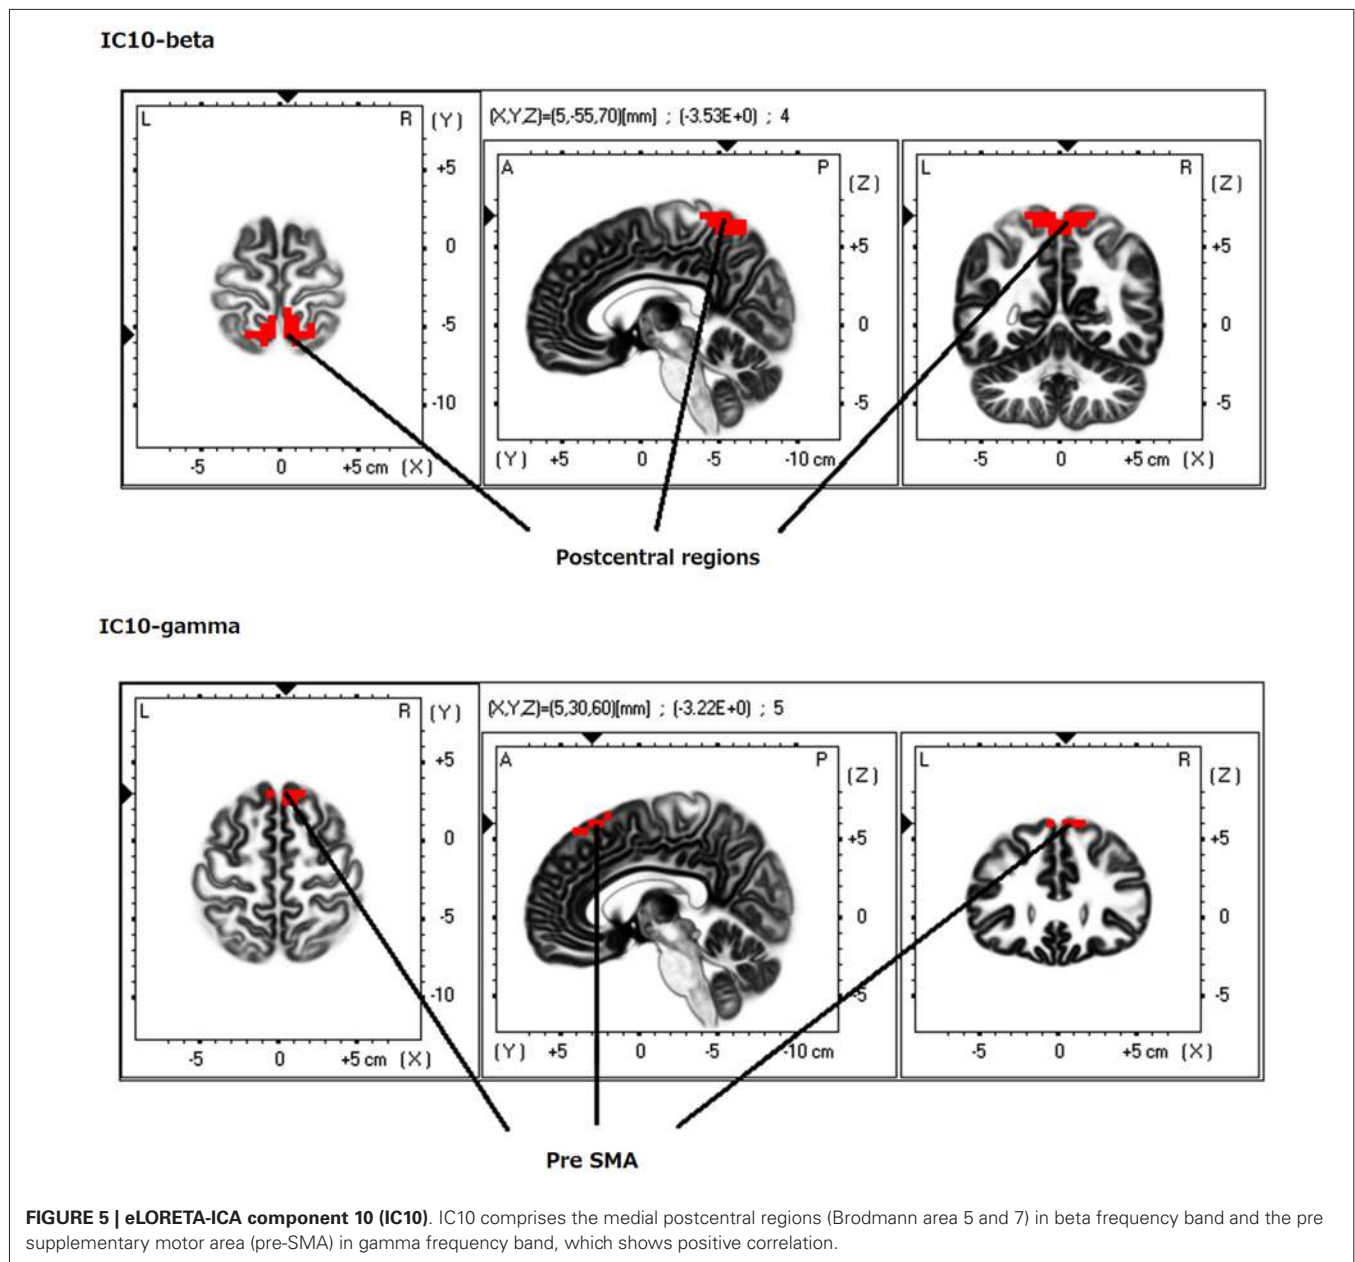 IC10-beta
L R (Y)
+5
0
-5
-10
-5 0 +5 cm (X)
(X,Y,Z)=(5,-55,70)[mm] ; (-3.53E+0) ; 4
A P (Z)
+5
0
-5
(Y) +5 0 -5 -10 cm
L R (Z)
+5
0
-5
-5 0 +5 cm (X)
Postcentral regions
IC10-gamma
L R (Y)
+5
0
-5
-10
-5 0 +5 cm (X)
(X,Y,Z)=(5,30,60)[mm] ; (-3.22E+0) ; 5
A P (Z)
+5
0
-5
(Y) +5 0 -5 -10 cm
L R (Z)
+5
0
-5
-5 0 +5 cm (X)
Pre SMA
FIGURE 5 | eLORETA-ICA component 10 (IC10). IC10 comprises the medial postcentral regions (Brodmann area 5 and 7) in beta frequency band and the pre
supplementary motor area (pre-SMA) in gamma frequency band, which shows positive correlation.